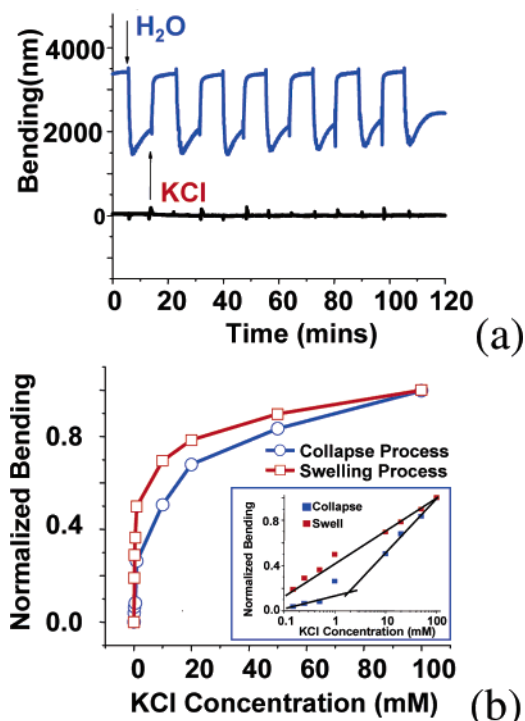 H₂O
4000
2000
0
Bending(nm)
KCl
0 20 40 60 80 100 120
Time (mins)
(a)
0.8
0.4
0.0
Normalized Bending
Collapse Process
Swelling Process
Collapse
Swell
Normalized Bending
0.8
0.4
0.0
0.1 1 10 100
KCl Concentration (mM)
0 20 40 60 80 100
KCl Concentration (mM)
(b)